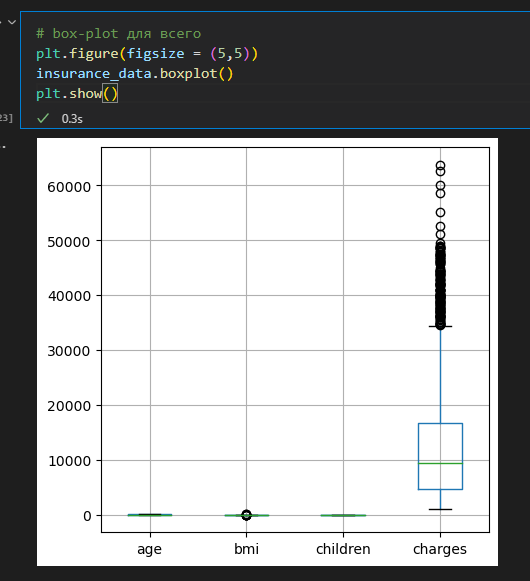 # box-plot для всего
plt.figure(figsize = (5,5))
insurance_data.boxplot()
plt.show()
23]
0.3s
60000
50000
40000
30000
20000
10000
0
age bmi children charges